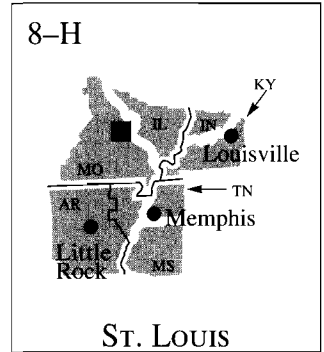 8–H
KY
IL
IN
Louisville
MO
TN
AR
Memphis
Little
Rock
MS
ST. LOUIS